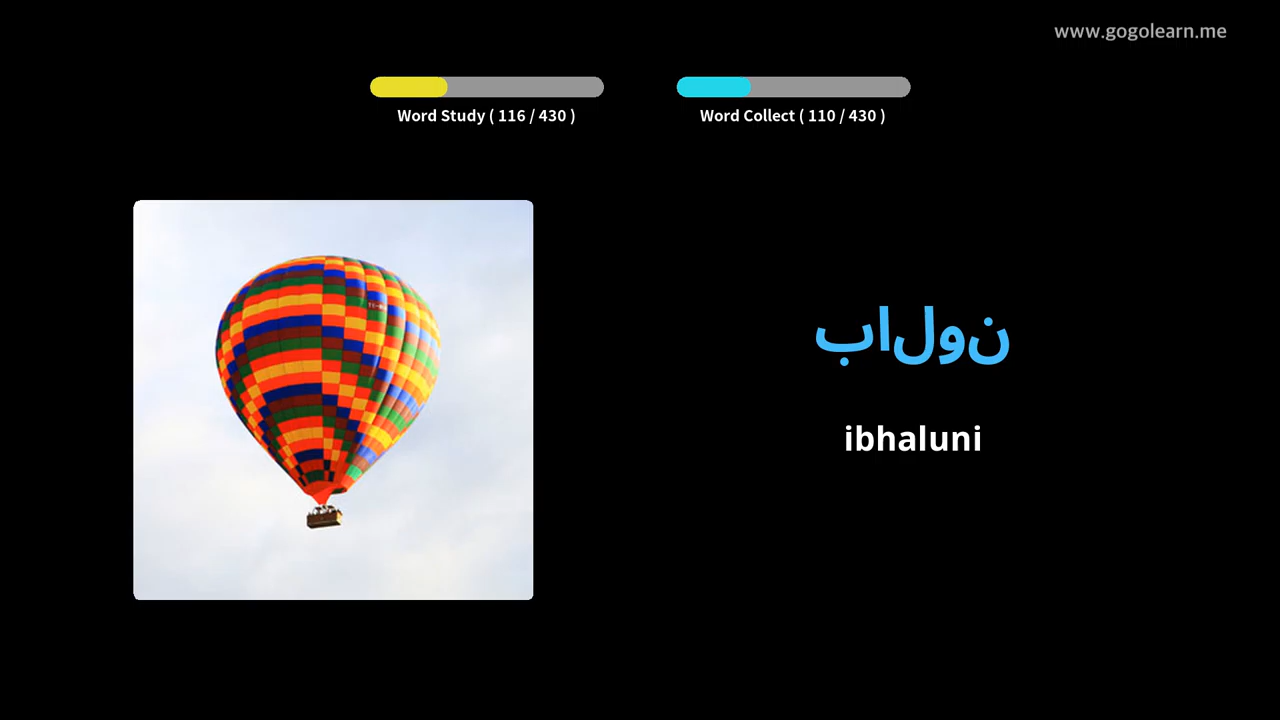 www.gogolearn.me
Word Study ( 116 / 430 )
Word Collect ( 110 / 430 )
بالون
ibhaluni